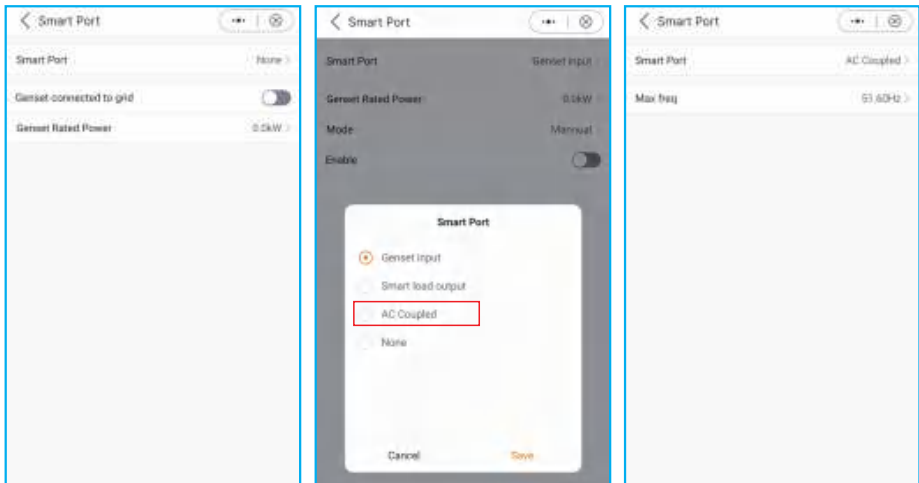 Smart Port
Smart Port None
Genset connected to grid
Genset Rated Power 0.0kW
Smart Port
Smart Port Genset input
Genset Rated Power 0.0kW
Mode Mannual
Enable
Smart Port
Genset input
Smart load output
AC Coupled
None
Cancel Save
Smart Port
Smart Port AC Coupled
Max freq 51.60Hz